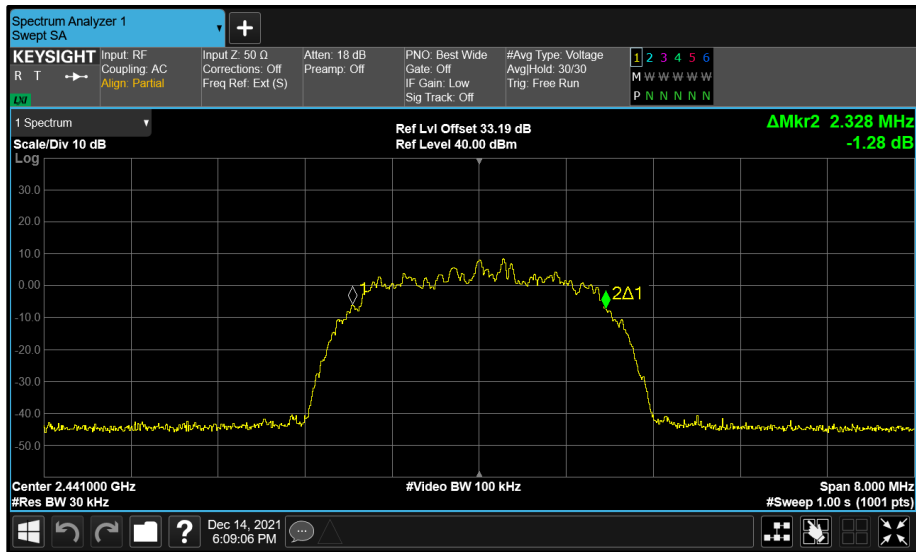 Spectrum Analyzer 1
Swept SA
+
KEYSIGHT
R T
LXI
Input: RF
Coupling: AC
Align: Partial
Input Z: 50 Ω
Corrections: Off
Freq Ref: Ext (S)
Atten: 18 dB
Preamp: Off
PNO: Best Wide
Gate: Off
IF Gain: Low
Sig Track: Off
#Avg Type: Voltage
Avg|Hold: 30/30
Trig: Free Run
1 2 3 4 5 6
M W W W W W
P N N N N N
1 Spectrum
Scale/Div 10 dB
Log
Ref Lvl Offset 33.19 dB
Ref Level 40.00 dBm
ΔMkr2 2.328 MHz
-1.28 dB
30.0
20.0
10.0
0.00
-10.0
-20.0
-30.0
-40.0
-50.0
1
2Δ1
Center 2.441000 GHz
#Res BW 30 kHz
#Video BW 100 kHz
Span 8.000 MHz
#Sweep 1.00 s (1001 pts)
?
Dec 14, 2021
6:09:06 PM